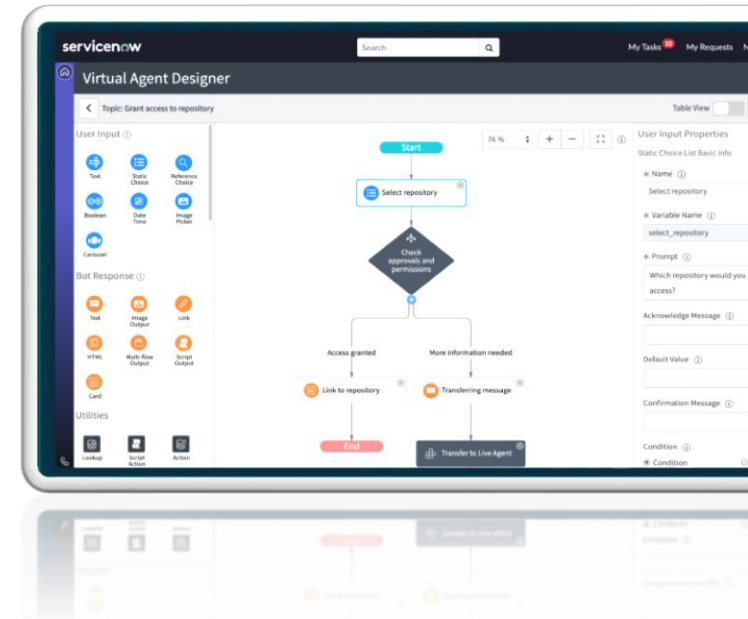 servicenow
Search
My Tasks 10
My Requests
Virtual Agent Designer
Topic: Grant access to repository
Table View
User Input
Text
Static Choice
Reference Choice
Boolean
Date Time
Image Picker
Carousel
Bot Response
Text
Image Output
Link
HTML
Multi-flow Output
Script Output
Card
Utilities
Lookup
Script Action
Action
76 %
Start
Select repository
Check
approvals and
permissions
Access granted
More information needed
Link to repository
Transferring message
End
Transfer to Live Agent
User Input Properties
Static Choice List Basic Info
Name
Select repository
Variable Name
select_repository
Prompt
Which repository would you
access?
Acknowledge Message
Default Value
Confirmation Message
Condition
Condition